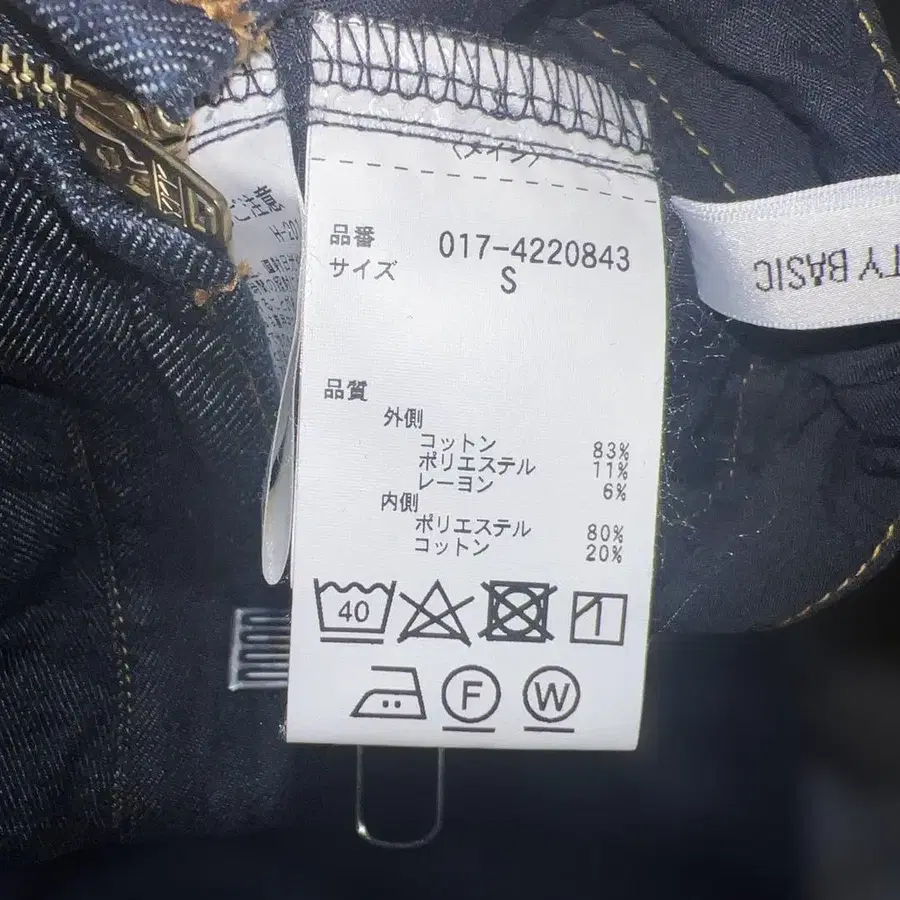 〈メイン〉
品番 017-4220843
サイズ S
品質
外側
コットン 83%
ポリエステル 11%
レーヨン 6%
内側
ポリエステル 80%
コットン 20%
40
F W
TY BASIC